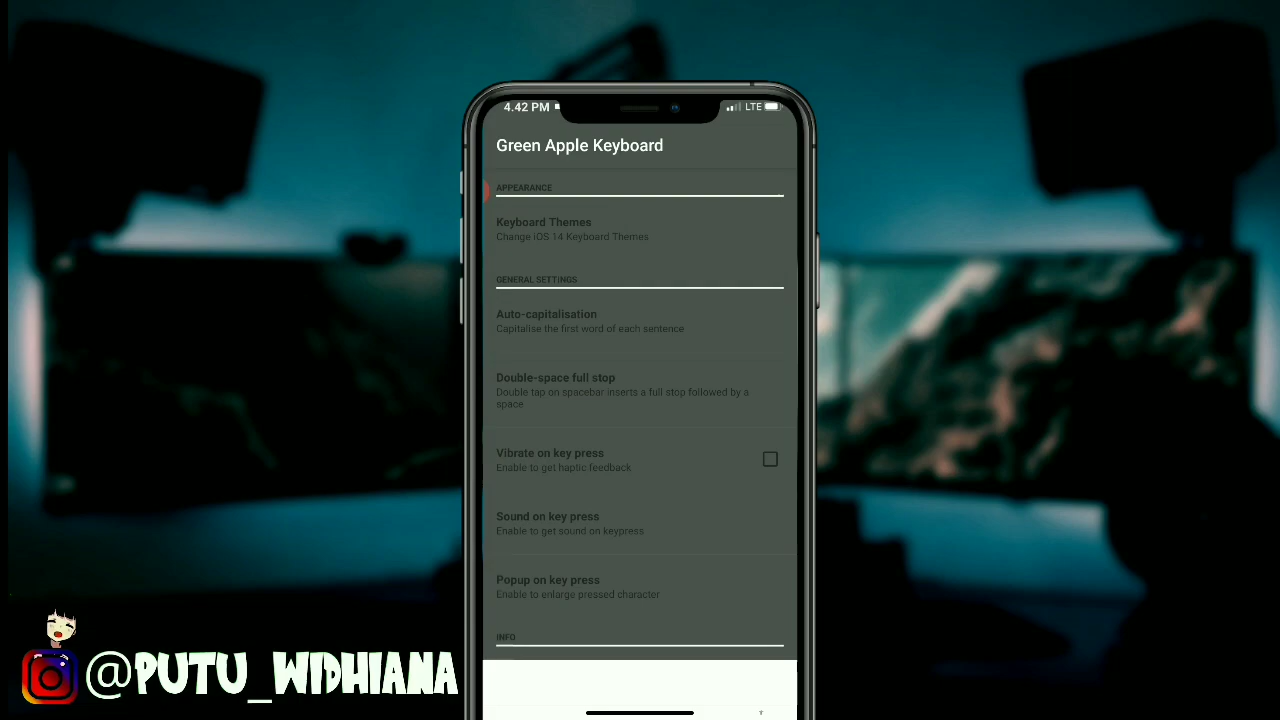 4.42 PM
LTE
Green Apple Keyboard
APPEARANCE
Keyboard Themes
Change iOS 14 Keyboard Themes
GENERAL SETTINGS
Auto-capitalisation
Capitalise the first word of each sentence
Double-space full stop
Double tap on spacebar inserts a full stop followed by a
space
Vibrate on key press
Enable to get haptic feedback
Sound on key press
Enable to get sound on keypress
Popup on key press
Enable to enlarge pressed character
INFO
@PUTU_WIDHIANA